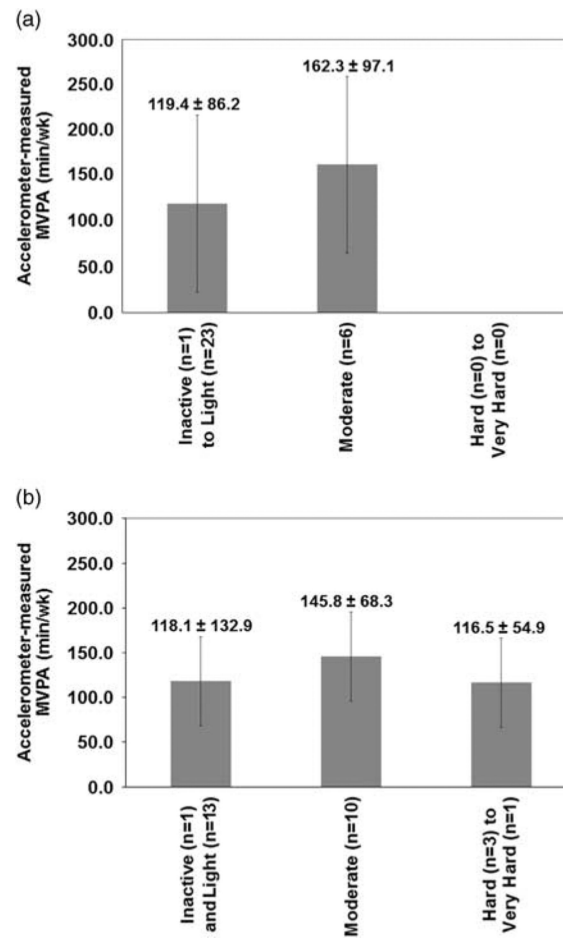 (a)
300.0
250.0
200.0
150.0
100.0
50.0
0.0
Accelerometer-measured
MVPA (min/wk)
119.4 ± 86.2
162.3 ± 97.1
Inactive (n=1)
to Light (n=23)
Moderate (n=6)
Hard (n=0) to
Very Hard (n=0)
(b)
300.0
250.0
200.0
150.0
100.0
50.0
0.0
Accelerometer-measured
MVPA (min/wk)
118.1 ± 132.9
145.8 ± 68.3
116.5 ± 54.9
Inactive (n=1)
and Light (n=13)
Moderate (n=10)
Hard (n=3) to
Very Hard (n=1)